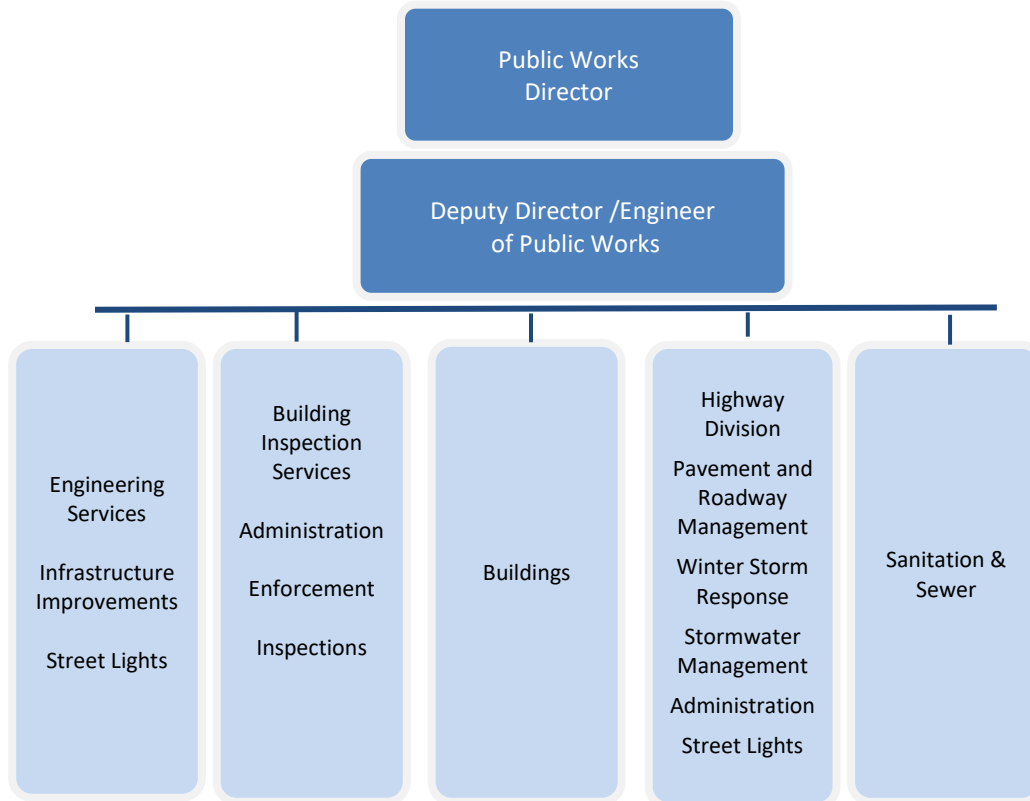 Public Works
Director
Deputy Director /Engineer
of Public Works
Engineering
Services
Infrastructure
Improvements
Street Lights
Building
Inspection
Services
Administration
Enforcement
Inspections
Buildings
Highway
Division
Pavement and
Roadway
Management
Winter Storm
Response
Stormwater
Management
Administration
Street Lights
Sanitation &
Sewer